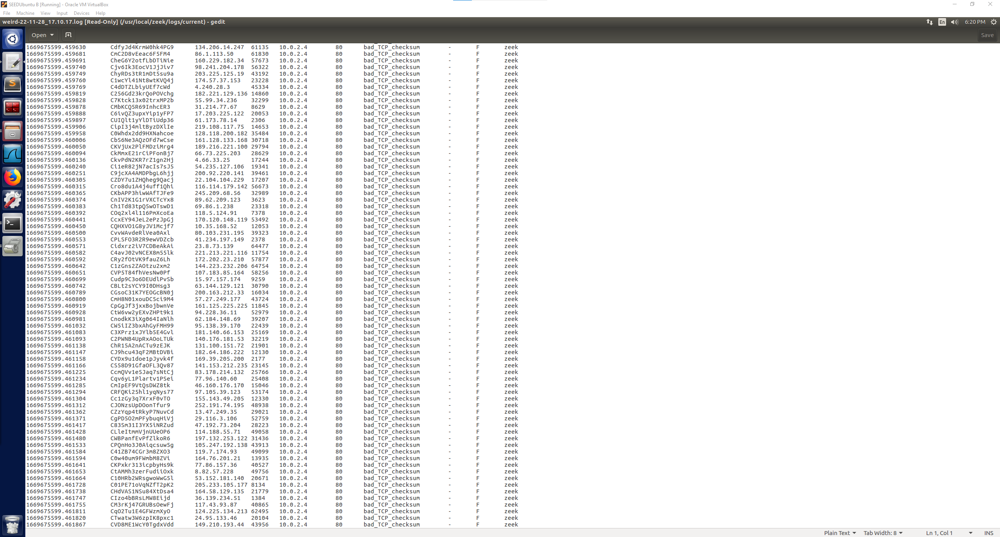 SEEDUbuntu B [Running] - Oracle VM VirtualBox
File Machine View Input Devices Help
weird-22-11-28_17.10.17.log [Read-Only] (/usr/local/zeek/logs/current) - gedit En 6:20 PM
Open Save
1669675599.459630 CdfyJd4KrmW0hk4PG9 134.206.14.247 61135 10.0.2.4 80 bad_TCP_checksum - F zeek
1669675599.459681 CmC2D8vEeac6F5FM4 86.1.113.50 61830 10.0.2.4 80 bad_TCP_checksum - F zeek
1669675599.459691 CheG6Y2otfLbDTiNie 160.229.182.34 57673 10.0.2.4 80 bad_TCP_checksum - F zeek
1669675599.459740 Cjv6Ik3EocV1JjJiv7 98.241.204.178 56322 10.0.2.4 80 bad_TCP_checksum - F zeek
1669675599.459749 ChyRDs3tR1mDt5su9a 203.225.125.19 43192 10.0.2.4 80 bad_TCP_checksum - F zeek
1669675599.459760 C1wcYl41Nt8wtKVQ4j 174.57.37.153 23228 10.0.2.4 80 bad_TCP_checksum - F zeek
1669675599.459769 C4dDTZLbiyUEf7cWd 4.240.28.3 45334 10.0.2.4 80 bad_TCP_checksum - F zeek
1669675599.459819 C256Gd23krQoPOVchg 182.221.129.136 14860 10.0.2.4 80 bad_TCP_checksum - F zeek
1669675599.459828 C7Ktck13x02trxMP2b 55.99.34.236 32299 10.0.2.4 80 bad_TCP_checksum - F zeek
1669675599.459878 CMbKCQ5R69InhcER3 31.214.77.67 8629 10.0.2.4 80 bad_TCP_checksum - F zeek
1669675599.459888 C6ivQZ3upxYip1yFP7 17.203.225.122 20053 10.0.2.4 80 bad_TCP_checksum - F zeek
1669675599.459897 CUIQlt1yYlDTiUdp36 61.173.78.14 2306 10.0.2.4 80 bad_TCP_checksum - F zeek
1669675599.459906 CipI3j4mltByzDXlIe 219.108.117.75 14653 10.0.2.4 80 bad_TCP_checksum - F zeek
1669675599.459958 C0Whdx2dd9HXNahcoe 128.118.200.182 35484 10.0.2.4 80 bad_TCP_checksum - F zeek
1669675599.460006 CbS6Ne3AQzOFd7wCse 161.128.133.168 30718 10.0.2.4 80 bad_TCP_checksum - F zeek
1669675599.460050 CKVjUx2PlFMDziMrg4 189.216.221.100 29794 10.0.2.4 80 bad_TCP_checksum - F zeek
1669675599.460094 CkMmxE21rCiPFonBj7 66.73.225.203 28629 10.0.2.4 80 bad_TCP_checksum - F zeek
1669675599.460136 CkvPdN2KR7rZ1gn2Hj 4.66.33.25 17244 10.0.2.4 80 bad_TCP_checksum - F zeek
1669675599.460240 Ci1eR82jN7acIs7sJ5 54.235.127.106 19341 10.0.2.4 80 bad_TCP_checksum - F zeek
1669675599.460251 C9jcXA4AMDPbgL6hjj 200.92.220.141 39461 10.0.2.4 80 bad_TCP_checksum - F zeek
1669675599.460305 CZDY7u1ZHQheg9Qacj 22.104.104.229 17207 10.0.2.4 80 bad_TCP_checksum - F zeek
1669675599.460315 Cro8du1A4j4uff1Qhi 116.114.179.142 56673 10.0.2.4 80 bad_TCP_checksum - F zeek
1669675599.460365 CKbAPP3hiwWAfTJFe9 245.209.68.56 32989 10.0.2.4 80 bad_TCP_checksum - F zeek
1669675599.460374 CnIV2K1G1rVXCTcYx8 89.62.209.123 3623 10.0.2.4 80 bad_TCP_checksum - F zeek
1669675599.460383 Ch1Td83tpQ5wOTswD1 69.86.1.238 23318 10.0.2.4 80 bad_TCP_checksum - F zeek
1669675599.460392 COq2xl4l116PmXcoEa 118.5.124.91 7378 10.0.2.4 80 bad_TCP_checksum - F zeek
1669675599.460441 CcxEY94JeL2ePzJpGj 170.120.148.119 53492 10.0.2.4 80 bad_TCP_checksum - F zeek
1669675599.460450 CQHXVO1G8yJV1Mcjf7 10.35.168.52 12053 10.0.2.4 80 bad_TCP_checksum - F zeek
1669675599.460500 CvvWAvdeRlVea0Axl 80.103.231.195 39323 10.0.2.4 80 bad_TCP_checksum - F zeek
1669675599.460553 CPLSFO3R2R9ewVDZcb 41.234.197.149 2378 10.0.2.4 80 bad_TCP_checksum - F zeek
1669675599.460571 Cidxrz2iV7CDBeAkAi 23.8.73.139 64477 10.0.2.4 80 bad_TCP_checksum - F zeek
1669675599.460582 C4avJ02vNCEX8m55lk 221.213.221.116 11754 10.0.2.4 80 bad_TCP_checksum - F zeek
1669675599.460592 CRy2fOtVK9fauZ6Lh 172.202.23.210 57877 10.0.2.4 80 bad_TCP_checksum - F zeek
1669675599.460642 C1zGns2ZAOtzu2xm2 144.223.232.206 64754 10.0.2.4 80 bad_TCP_checksum - F zeek
1669675599.460651 CVP5T84fhVesNw0Pf 107.183.85.164 58256 10.0.2.4 80 bad_TCP_checksum - F zeek
1669675599.460699 Cudp9C3o6DEUdlPvSb 15.97.157.174 9259 10.0.2.4 80 bad_TCP_checksum - F zeek
1669675599.460742 CBLt2sYCY9I0DHsg3 63.144.129.121 30790 10.0.2.4 80 bad_TCP_checksum - F zeek
1669675599.460789 CGsoC31K7YEOGcBN0j 200.163.212.33 16034 10.0.2.4 80 bad_TCP_checksum - F zeek
1669675599.460800 CmH8N01xouDC5ci9M4 57.27.249.177 43724 10.0.2.4 80 bad_TCP_checksum - F zeek
1669675599.460919 CpGgJf3jxxBojbwnVe 161.125.225.225 11845 10.0.2.4 80 bad_TCP_checksum - F zeek
1669675599.460928 CtW6vw2yEXvZHPt9k1 94.228.36.11 52979 10.0.2.4 80 bad_TCP_checksum - F zeek
1669675599.460981 CnodkK3iXg064IaNlh 62.184.148.69 39207 10.0.2.4 80 bad_TCP_checksum - F zeek
1669675599.461032 CW5iIZ3bxAhGyFMH99 95.138.39.170 22439 10.0.2.4 80 bad_TCP_checksum - F zeek
1669675599.461083 C3XPrz1xJYlb5E4Gvl 181.140.66.153 25169 10.0.2.4 80 bad_TCP_checksum - F zeek
1669675599.461093 C2PWNB4UpRxAOoLTUk 140.176.181.53 32219 10.0.2.4 80 bad_TCP_checksum - F zeek
1669675599.461138 ChR15A2nACTu9zEJK 131.100.151.72 21901 10.0.2.4 80 bad_TCP_checksum - F zeek
1669675599.461147 CJ9hcu43qF2MBtDVBi 182.64.186.222 12130 10.0.2.4 80 bad_TCP_checksum - F zeek
1669675599.461158 CYDx9u1doe1pJyvk4f 169.39.205.200 2177 10.0.2.4 80 bad_TCP_checksum - F zeek
1669675599.461166 CS58D91GfaOFL3Qv87 141.153.212.235 23145 10.0.2.4 80 bad_TCP_checksum - F zeek
1669675599.461225 CcmQVv1e5Jaq7sNtCj 83.178.214.132 25766 10.0.2.4 80 bad_TCP_checksum - F zeek
1669675599.461234 Cqv6yL1Plartv1PSei 77.96.140.60 25408 10.0.2.4 80 bad_TCP_checksum - F zeek
1669675599.461285 CmIpEF9VtQsDWZ8tk 46.160.176.170 15046 10.0.2.4 80 bad_TCP_checksum - F zeek
1669675599.461294 CRFQKi25hl1yqNys77 97.105.39.123 53174 10.0.2.4 80 bad_TCP_checksum - F zeek
1669675599.461304 Cc1zGy3q7XrxF0vTO 155.143.49.205 12330 10.0.2.4 80 bad_TCP_checksum - F zeek
1669675599.461312 CJONzsUpDOonTfur9 252.191.74.195 48938 10.0.2.4 80 bad_TCP_checksum - F zeek
1669675599.461362 CZzYqp4tRkyP7NuvCd 13.47.249.35 29021 10.0.2.4 80 bad_TCP_checksum - F zeek
1669675599.461371 CgPD5O2mPFybuqHiVj 29.116.3.106 52759 10.0.2.4 80 bad_TCP_checksum - F zeek
1669675599.461417 C83Sm31I3YX5iNRZud 47.192.73.204 28223 10.0.2.4 80 bad_TCP_checksum - F zeek
1669675599.461428 CLleItmmVjnUUeOP6 114.188.55.71 49058 10.0.2.4 80 bad_TCP_checksum - F zeek
1669675599.461480 CWBPanfEvPfZlkoR6 197.132.253.122 31436 10.0.2.4 80 bad_TCP_checksum - F zeek
1669675599.461533 CPQnHo3J0Aiqcsuw5g 105.247.192.138 43913 10.0.2.4 80 bad_TCP_checksum - F zeek
1669675599.461584 C41ZB74CGr3m8ZXO3 119.7.174.93 49099 10.0.2.4 80 bad_TCP_checksum - F zeek
1669675599.461594 C0w40um9FWmbM8ZVi 164.76.201.21 13935 10.0.2.4 80 bad_TCP_checksum - F zeek
1669675599.461641 CKPxkr313icpbyHs9k 77.86.157.36 40527 10.0.2.4 80 bad_TCP_checksum - F zeek
1669675599.461653 CtAMMh3zerFudiiOxk 8.82.57.228 49756 10.0.2.4 80 bad_TCP_checksum - F zeek
1669675599.461664 C10HRb2WRsgwoWwG5l 53.152.181.140 20671 10.0.2.4 80 bad_TCP_checksum - F zeek
1669675599.461728 C01PE71oVqNZfT2pK2 205.233.105.177 8134 10.0.2.4 80 bad_TCP_checksum - F zeek
1669675599.461738 CHdVAS1NSu84XtDsa4 164.58.129.135 21779 10.0.2.4 80 bad_TCP_checksum - F zeek
1669675599.461747 CIzo4bBRsLMW8Eijd 36.139.234.51 1384 10.0.2.4 80 bad_TCP_checksum - F zeek
1669675599.461755 CM3rKj47GRUBsOewFj 117.43.93.87 40865 10.0.2.4 80 bad_TCP_checksum - F zeek
1669675599.461811 CqO2Tu1E4GFWzmXyO 124.225.134.213 62495 10.0.2.4 80 bad_TCP_checksum - F zeek
1669675599.461820 CTwatw3W6zpIK8pxc1 24.95.133.46 20104 10.0.2.4 80 bad_TCP_checksum - F zeek
1669675599.461867 CVD8ME1WcY0TgdxVdd 149.210.193.44 43956 10.0.2.4 80 bad_TCP_checksum - F zeek
Plain Text Tab Width: 8 Ln 1, Col 1 INS